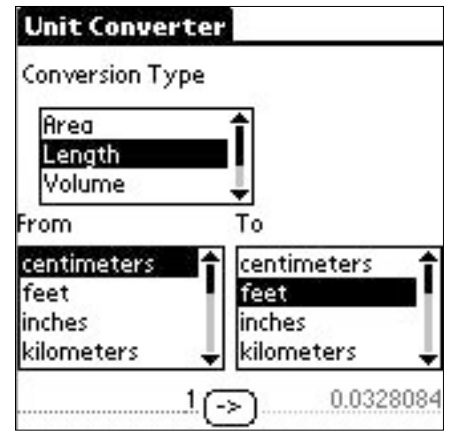 Unit Converter
Conversion Type
Area
Length
Volume
From To
centimeters centimeters
feet feet
inches inches
kilometers kilometers
1 -> 0.0328084